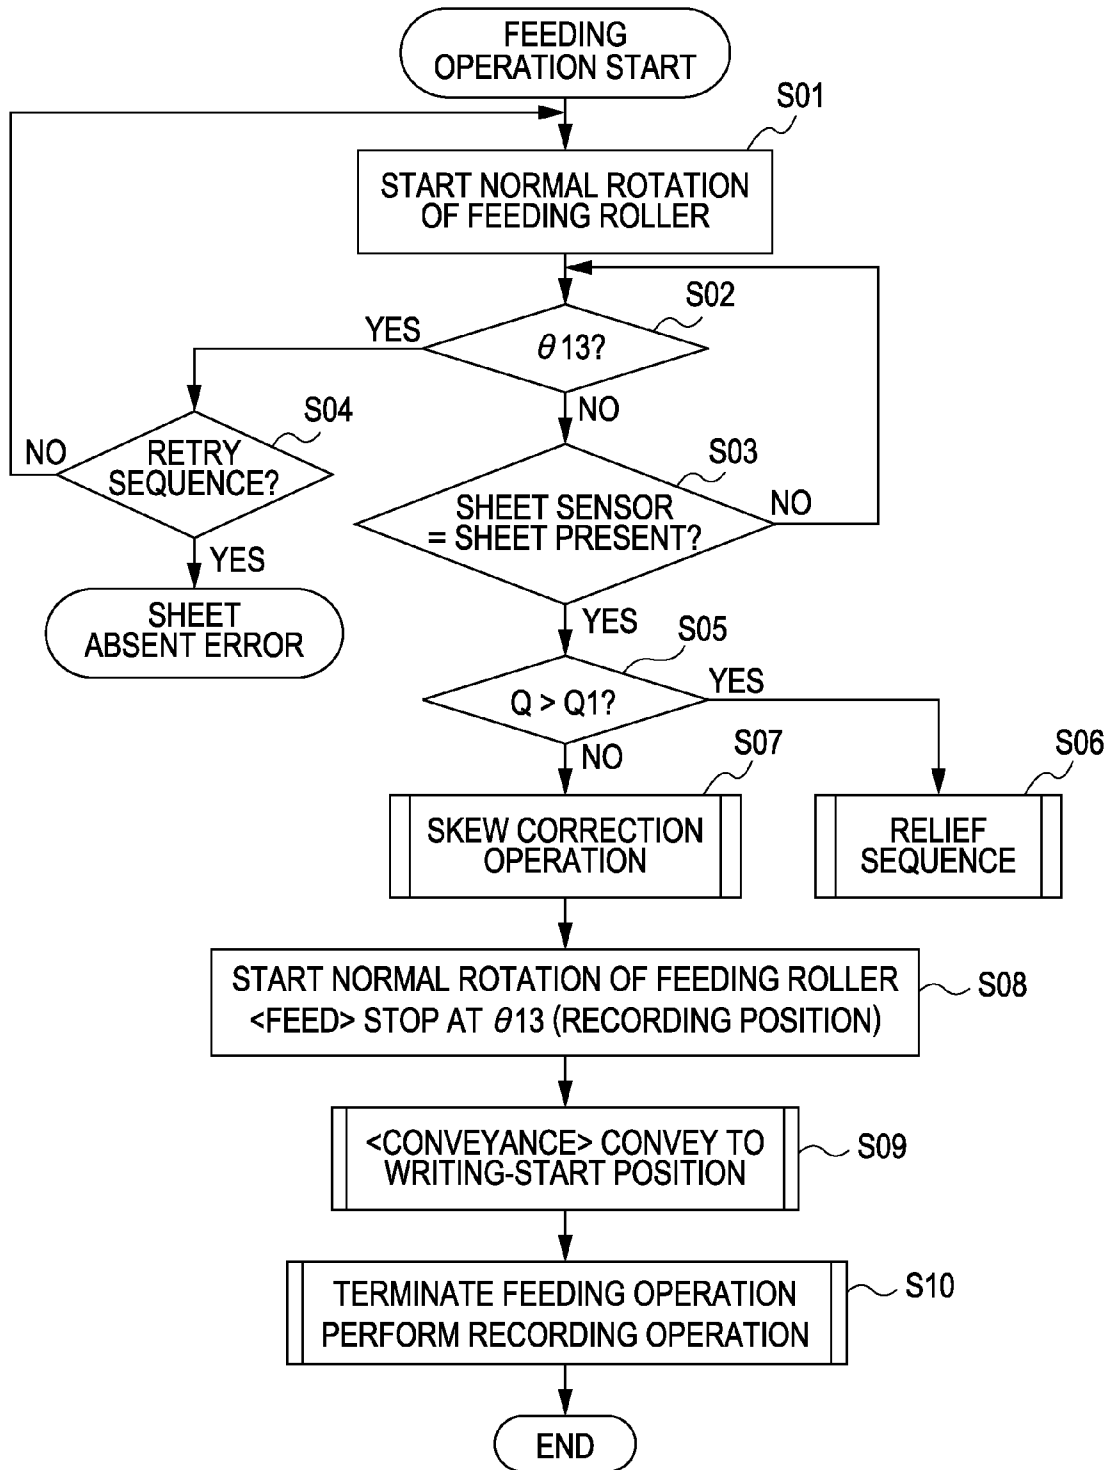 FEEDING
OPERATION START
S01
START NORMAL ROTATION
OF FEEDING ROLLER
S02
YES
θ13?
NO
S04
NO
RETRY
SEQUENCE?
YES
SHEET
ABSENT ERROR
S03
SHEET SENSOR
= SHEET PRESENT?
NO
YES
S05
Q > Q1?
YES
NO
S07
SKEW CORRECTION
OPERATION
S06
RELIEF
SEQUENCE
START NORMAL ROTATION OF FEEDING ROLLER
<FEED> STOP AT θ13 (RECORDING POSITION)
S08
<CONVEYANCE> CONVEY TO
WRITING-START POSITION
S09
TERMINATE FEEDING OPERATION
PERFORM RECORDING OPERATION
S10
END